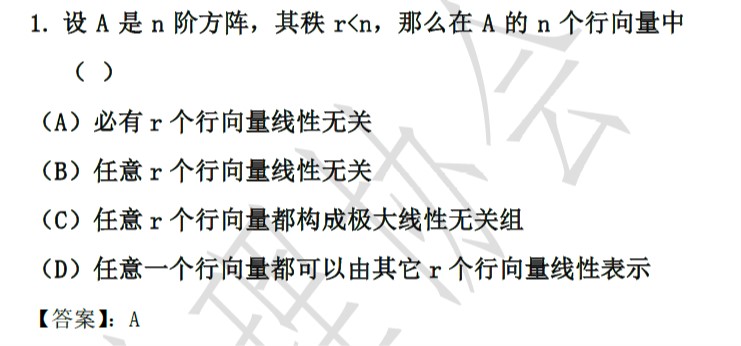 1. 设 A 是 n 阶方阵，其秩 r<n，那么在 A 的 n 个行向量中
（ ）
（A）必有 r 个行向量线性无关
（B）任意 r 个行向量线性无关
（C）任意 r 个行向量都构成极大线性无关组
（D）任意一个行向量都可以由其它 r 个行向量线性表示
【答案】：A
理协会